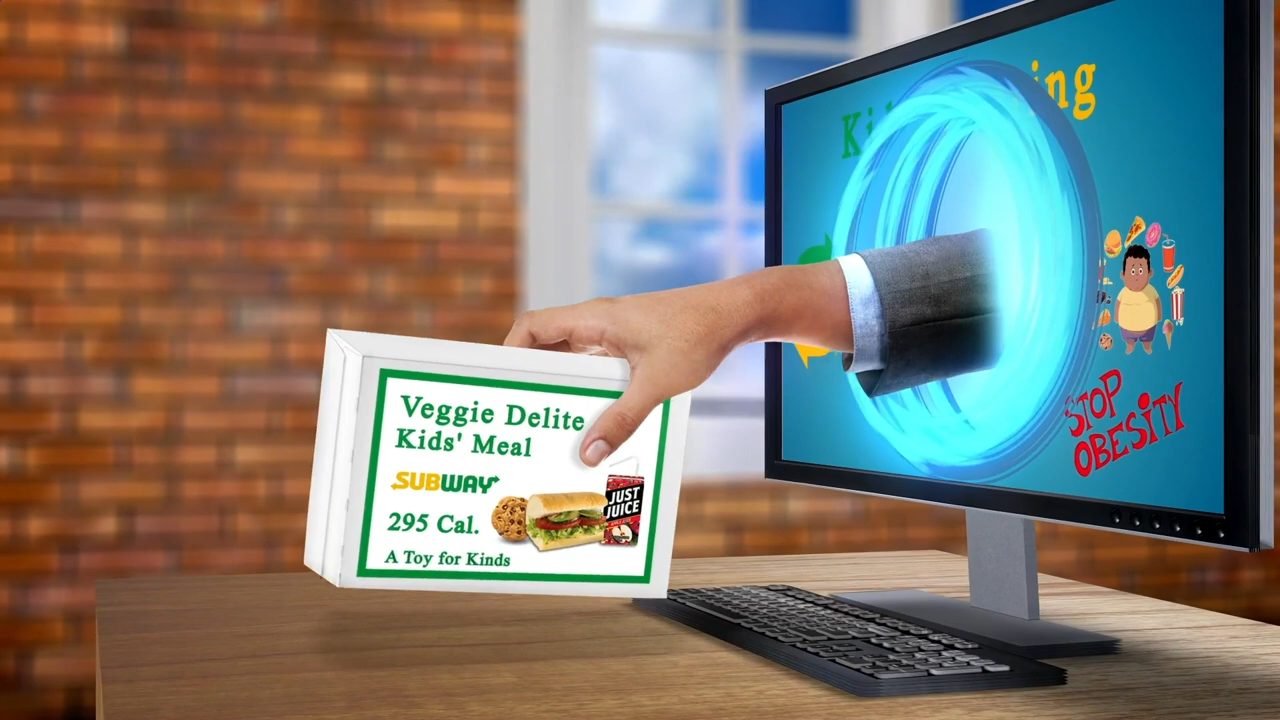 Veggie Delite
Kids' Meal
SUBWAY
295 Cal.
A Toy for Kinds
JUST
JUICE
STOP
OBESITY